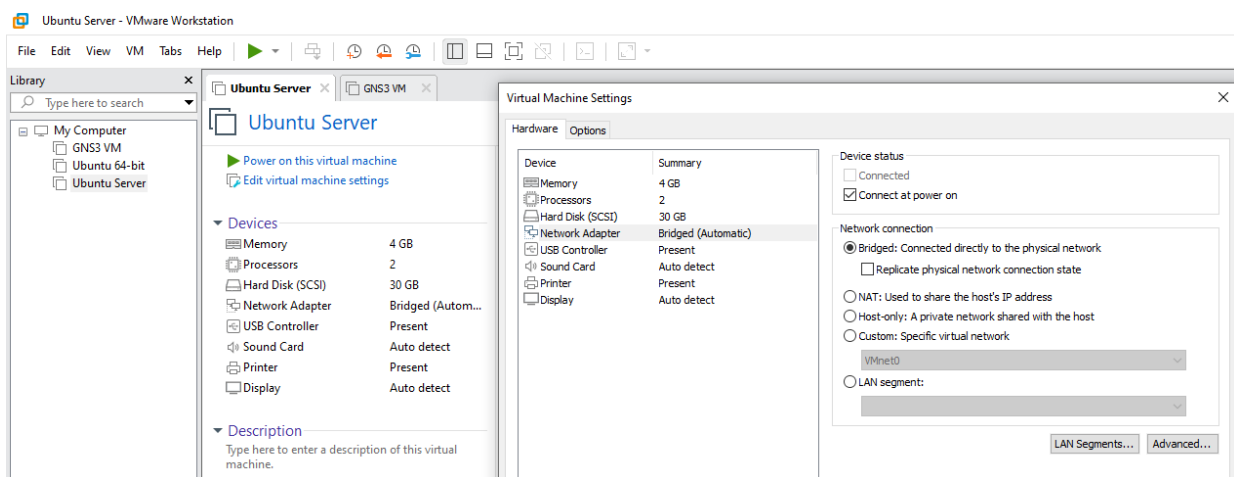 Ubuntu Server - VMware Workstation
File Edit View VM Tabs Help
Library
Type here to search
My Computer
GNS3 VM
Ubuntu 64-bit
Ubuntu Server
Ubuntu Server
GNS3 VM
Ubuntu Server
Power on this virtual machine
Edit virtual machine settings
Devices
Memory 4 GB
Processors 2
Hard Disk (SCSI) 30 GB
Network Adapter Bridged (Autom...
USB Controller Present
Sound Card Auto detect
Printer Present
Display Auto detect
Description
Type here to enter a description of this virtual
machine.
Virtual Machine Settings
Hardware Options
Device Summary
Memory 4 GB
Processors 2
Hard Disk (SCSI) 30 GB
Network Adapter Bridged (Automatic)
USB Controller Present
Sound Card Auto detect
Printer Present
Display Auto detect
Device status
Connected
Connect at power on
Network connection
Bridged: Connected directly to the physical network
Replicate physical network connection state
NAT: Used to share the host's IP address
Host-only: A private network shared with the host
Custom: Specific virtual network
VMnet0
LAN segment:
LAN Segments... Advanced...